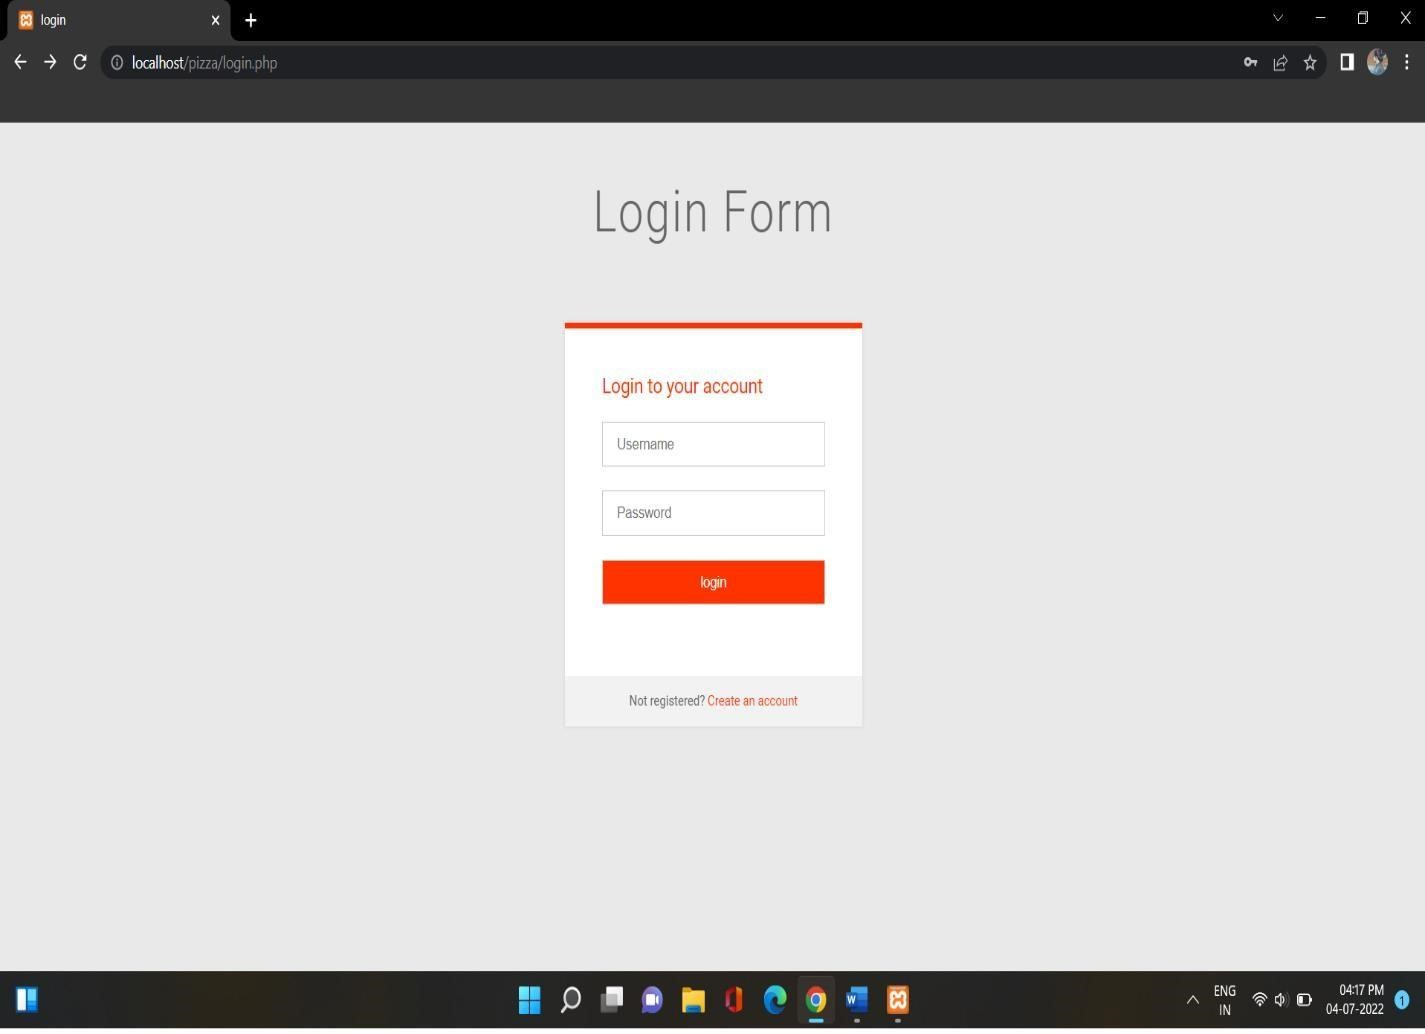 login
localhost/pizza/login.php
Login Form
Login to your account
Username
Password
login
Not registered? Create an account
W
ENG
IN
04:17 PM
04-07-2022
1